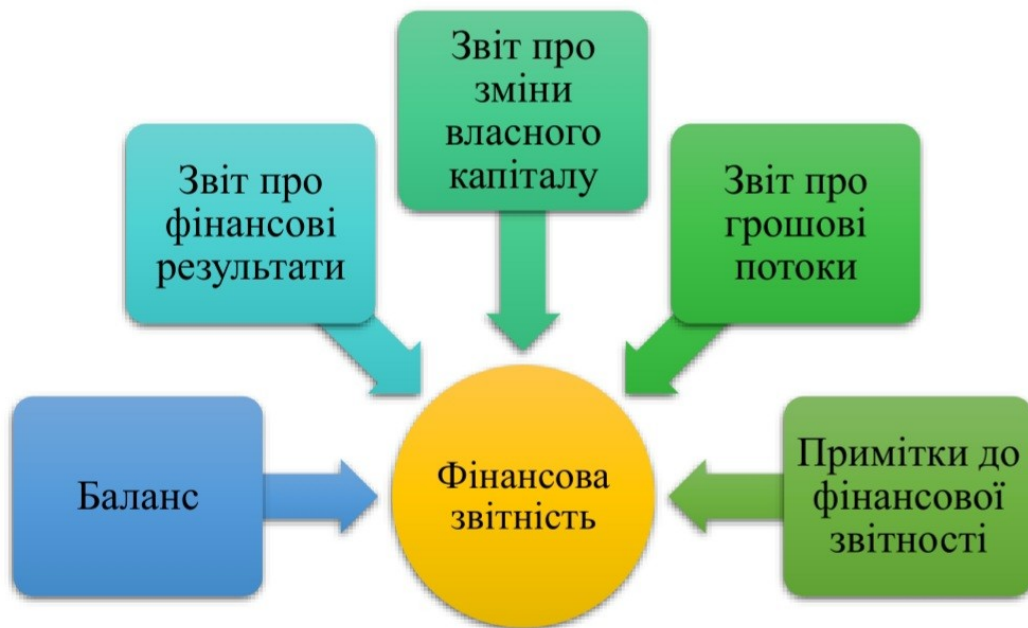 Звіт про
зміни
власного
капіталу
Звіт про
фінансові
результати
Звіт про
грошові
потоки
Баланс
Фінансова
звітність
Примітки до
фінансової
звітності